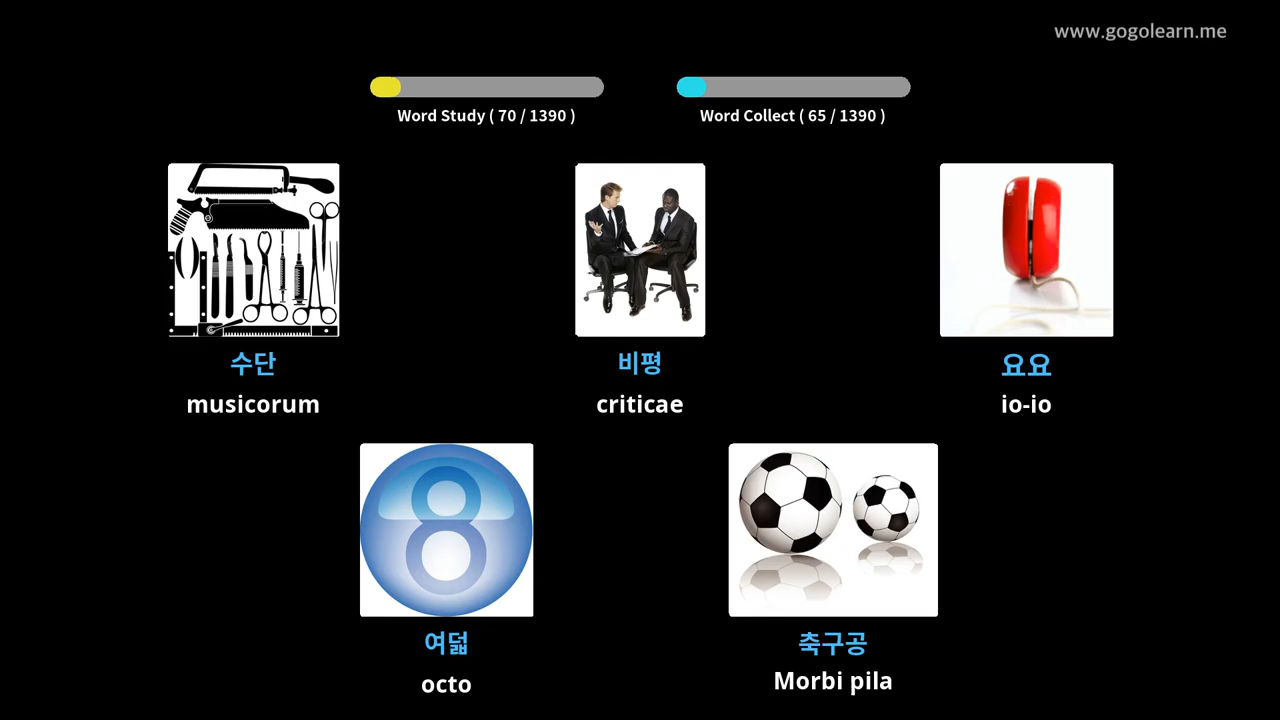 www.gogolearn.me
Word Study ( 70 / 1390 )
Word Collect ( 65 / 1390 )
수단
비평
요요
musicorum
criticae
io-io
8
여덟
축구공
octo
Morbi pila